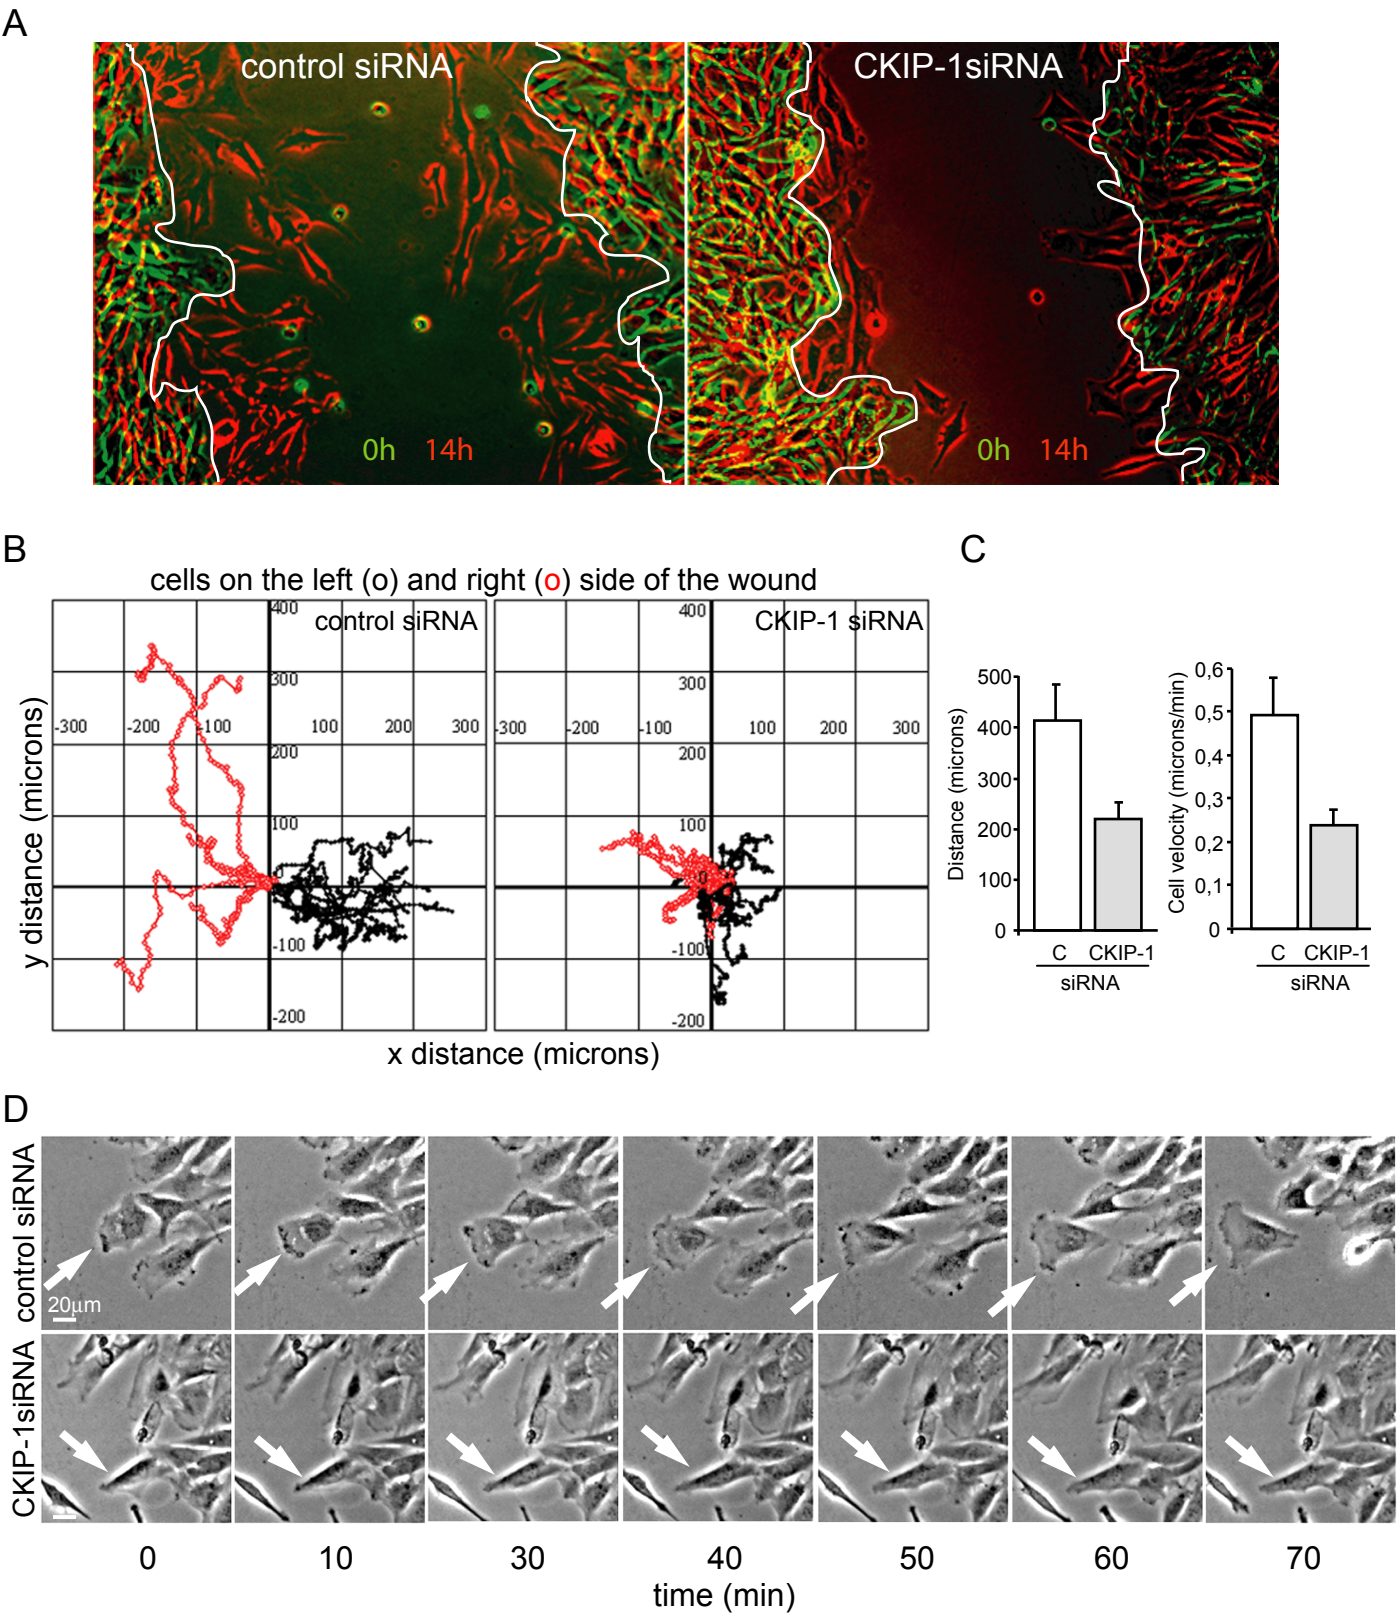 A
control siRNA
CKIP-1siRNA
0h 14h
0h 14h
B
cells on the left (o) and right (o) side of the wound
control siRNA
CKIP-1 siRNA
y distance (microns)
400
300
200
100
-100
-200
-300 -200 -100 100 200 300
400
300
200
100
0
-100
-200
-300 -200 -100 100 200 300
x distance (microns)
C
Distance (microns)
500
400
300
200
100
0
C CKIP-1
siRNA
Cell velocity (microns/min)
0,6
0,5
0,4
0,3
0,2
0,1
0
C CKIP-1
siRNA
D
control siRNA
20µm
CKIP-1siRNA
0 10 30 40 50 60 70
time (min)